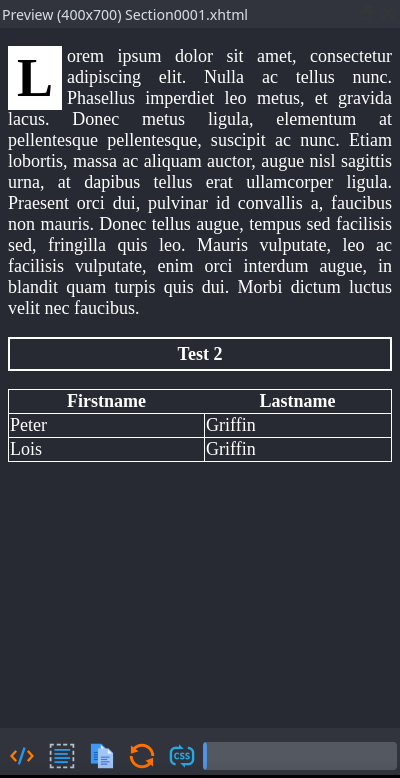 Preview (400x700) Section0001.xhtml
Lorem ipsum dolor sit amet, consectetur
adipiscing elit. Nulla ac tellus nunc.
Phasellus imperdiet leo metus, et gravida
lacus. Donec metus ligula, elementum at
pellentesque pellentesque, suscipit ac nunc. Etiam
lobortis, massa ac aliquam auctor, augue nisl sagittis
urna, at dapibus tellus erat ullamcorper ligula.
Praesent orci dui, pulvinar id convallis a, faucibus
non mauris. Donec tellus augue, tempus sed facilisis
sed, fringilla quis leo. Mauris vulputate, leo ac
facilisis vulputate, enim orci interdum augue, in
blandit quam turpis quis dui. Morbi dictum luctus
velit nec faucibus.
Test 2
Firstname Lastname
Peter Griffin
Lois Griffin
CSS